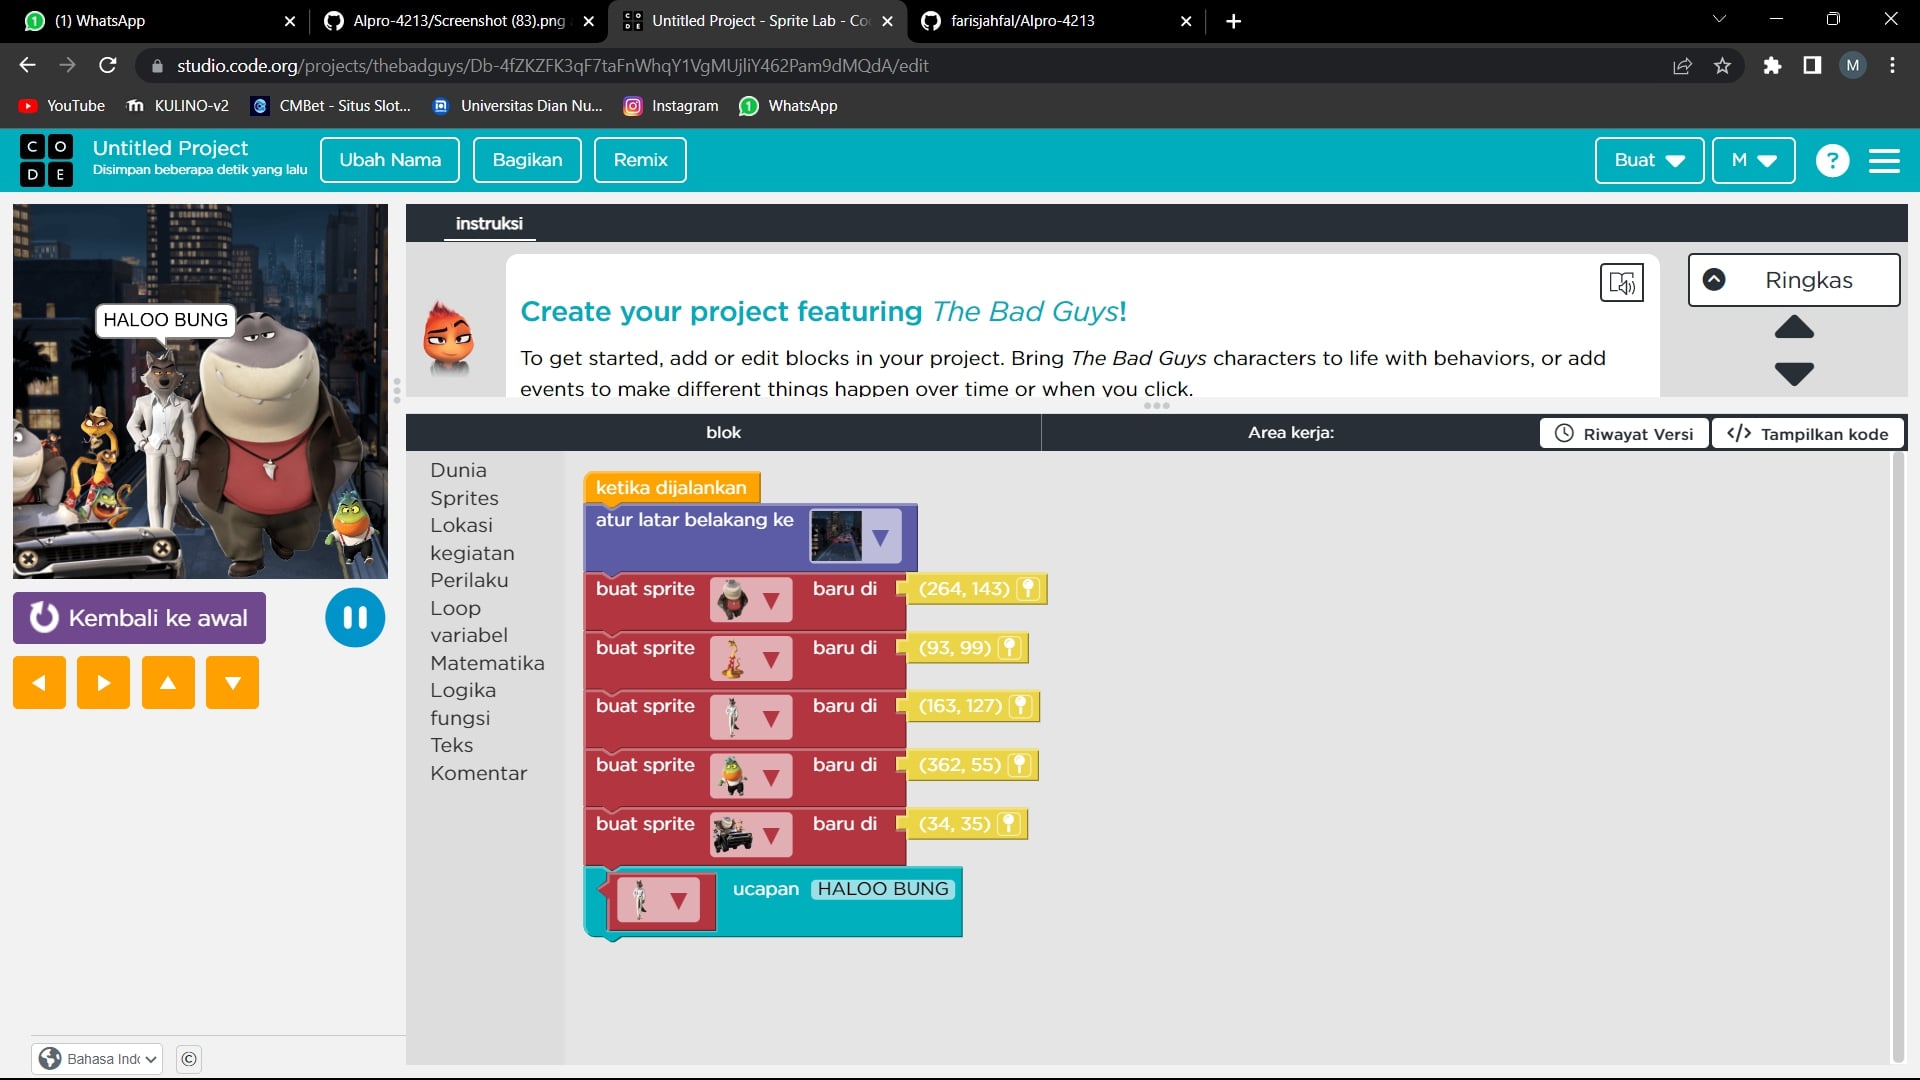 (1) WhatsApp
Alpro-4213/Screenshot (83).png
Untitled Project - Sprite Lab - Co
farisjahfal/Alpro-4213
studio.code.org/projects/thebadguys/Db-4fZKZFK3qF7taFnWhqY1VgMUjliY462Pam9dMQdA/edit
M
YouTube
KULINO-v2
CMBet - Situs Slot...
Universitas Dian Nu...
Instagram
WhatsApp
C O
D E
Untitled Project
Disimpan beberapa detik yang lalu
Ubah Nama
Bagikan
Remix
Buat
M
?
HALOO BUNG
Kembali ke awal
instruksi
Create your project featuring The Bad Guys!
To get started, add or edit blocks in your project. Bring The Bad Guys characters to life with behaviors, or add
events to make different things happen over time or when you click.
Ringkas
blok
Area kerja:
Riwayat Versi
</> Tampilkan kode
Dunia
Sprites
Lokasi
kegiatan
Perilaku
Loop
variabel
Matematika
Logika
fungsi
Teks
Komentar
ketika dijalankan
atur latar belakang ke
buat sprite baru di (264, 143)
buat sprite baru di (93, 99)
buat sprite baru di (163, 127)
buat sprite baru di (362, 55)
buat sprite baru di (34, 35)
ucapan HALOO BUNG
Bahasa Indo
©